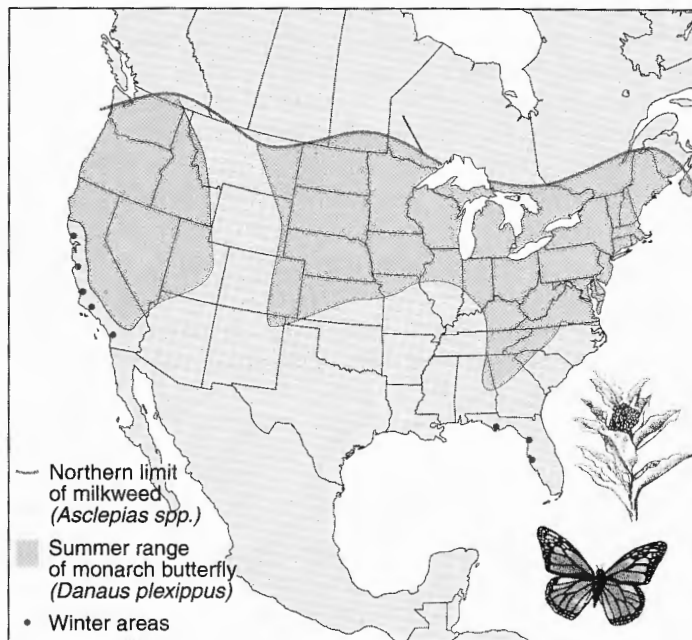 Northern limit
of milkweed
(Asclepias spp.)
Summer range
of monarch butterfly
(Danaus plexippus)
Winter areas